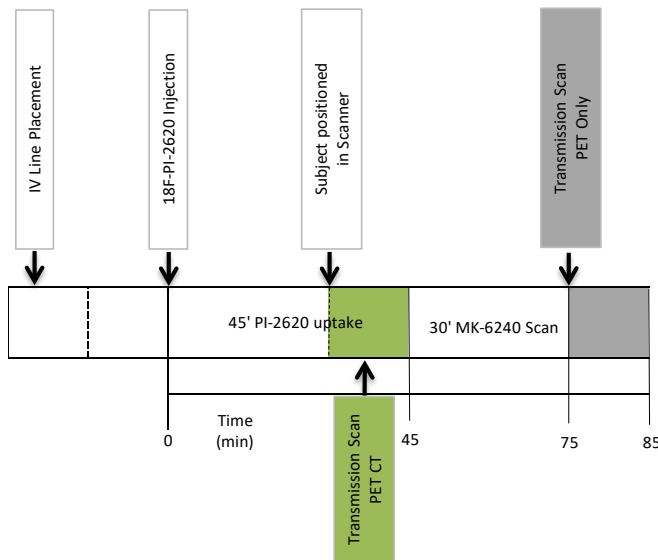 IV Line Placement
18F-PI-2620 Injection
Subject positioned
in Scanner
Transmission Scan
PET Only
45' PI-2620 uptake
30' MK-6240 Scan
Time
(min)
0
45
75
85
Transmission Scan
PET CT